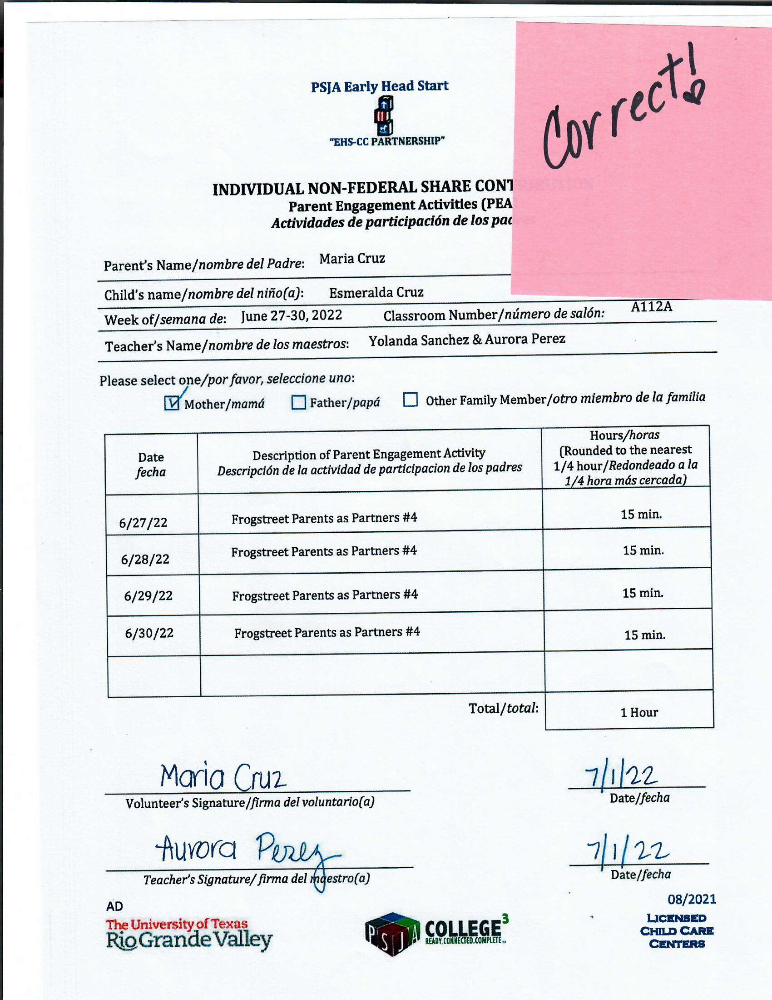 Correct!
PSJA Early Head Start
"EHS-CC PARTNERSHIP"
INDIVIDUAL NON-FEDERAL SHARE CONTRIBUTION
Parent Engagement Activities (PEA
Actividades de participación de los padres
Parent's Name/nombre del Padre: Maria Cruz
Child's name/nombre del niño(a): Esmeralda Cruz
Week of/semana de: June 27-30, 2022 Classroom Number/número de salón: A112A
Teacher's Name/nombre de los maestros: Yolanda Sanchez & Aurora Perez
Please select one/por favor, seleccione uno:
Mother/mamá Father/papá Other Family Member/otro miembro de la familia
Date
fecha
Description of Parent Engagement Activity
Descripción de la actividad de participacion de los padres
Hours/horas
(Rounded to the nearest
1/4 hour/Redondeado a la
1/4 hora más cercada)
6/27/22 Frogstreet Parents as Partners #4 15 min.
6/28/22 Frogstreet Parents as Partners #4 15 min.
6/29/22 Frogstreet Parents as Partners #4 15 min.
6/30/22 Frogstreet Parents as Partners #4 15 min.
Total/total: 1 Hour
Maria Cruz 7/1/22
Volunteer's Signature/firma del voluntario(a) Date/fecha
Aurora Perez 7/1/22
Teacher's Signature/firma del maestro(a) Date/fecha
AD 08/2021
The University of Texas
Rio Grande Valley
PSJA
COLLEGE³
READY.CONNECTED.COMPLETE.
LICENSED
CHILD CARE
CENTERS